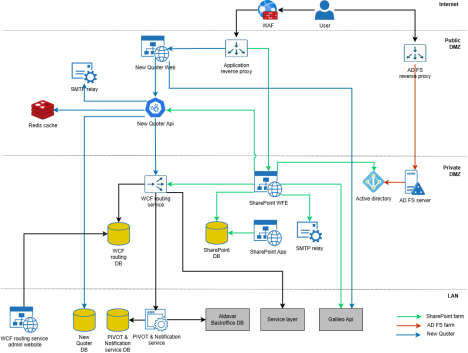 Internet
WAF
User
Public
DMZ
New Quoter Web
Application
reverse proxy
AD FS
reverse proxy
SMTP relay
Redis cache
New Quoter Api
Private
DMZ
WCF routing
service
SharePoint WFE
Active directory
AD FS server
WCF
routing
DB
SharePoint
DB
SharePoint App
SMTP relay
LAN
WCF routing service
admin website
New
Quoter
DB
PIVOT &
Notification
service DB
PIVOT & Notification
service
Aldavar
Backoffice DB
Service layer
Galileo Api
SharePoint farm
AD FS farm
New Quoter